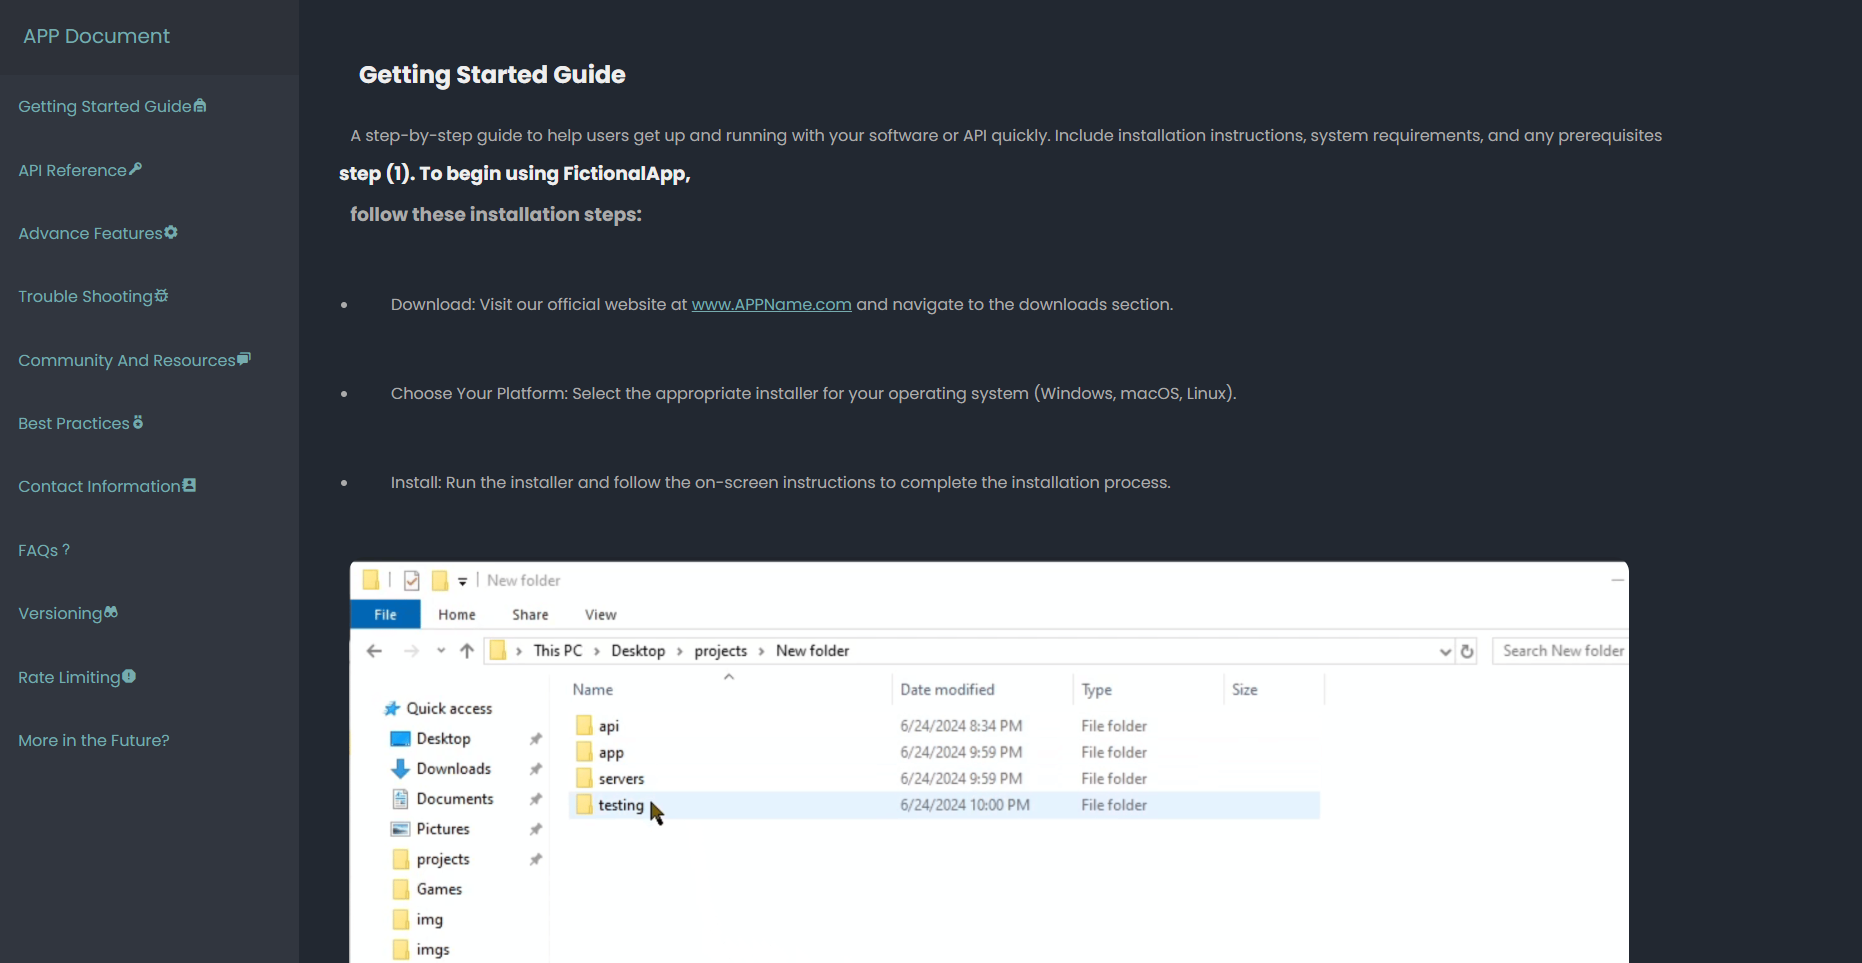 APP Document
Getting Started Guide
API Reference
Advance Features
Trouble Shooting
Community And Resources
Best Practices
Contact Information
FAQs ?
Versioning
Rate Limiting
More in the Future?
Getting Started Guide
A step-by-step guide to help users get up and running with your software or API quickly. Include installation instructions, system requirements, and any prerequisites
step (1). To begin using FictionalApp,
follow these installation steps:
• Download: Visit our official website at www.APPName.com and navigate to the downloads section.
• Choose Your Platform: Select the appropriate installer for your operating system (Windows, macOS, Linux).
• Install: Run the installer and follow the on-screen instructions to complete the installation process.
New folder
File Home Share View
This PC > Desktop > projects > New folder
Search New folder
Quick access
Desktop
Downloads
Documents
Pictures
projects
Games
img
imgs
Name Date modified Type Size
api 6/24/2024 8:34 PM File folder
app 6/24/2024 9:59 PM File folder
servers 6/24/2024 9:59 PM File folder
testing 6/24/2024 10:00 PM File folder